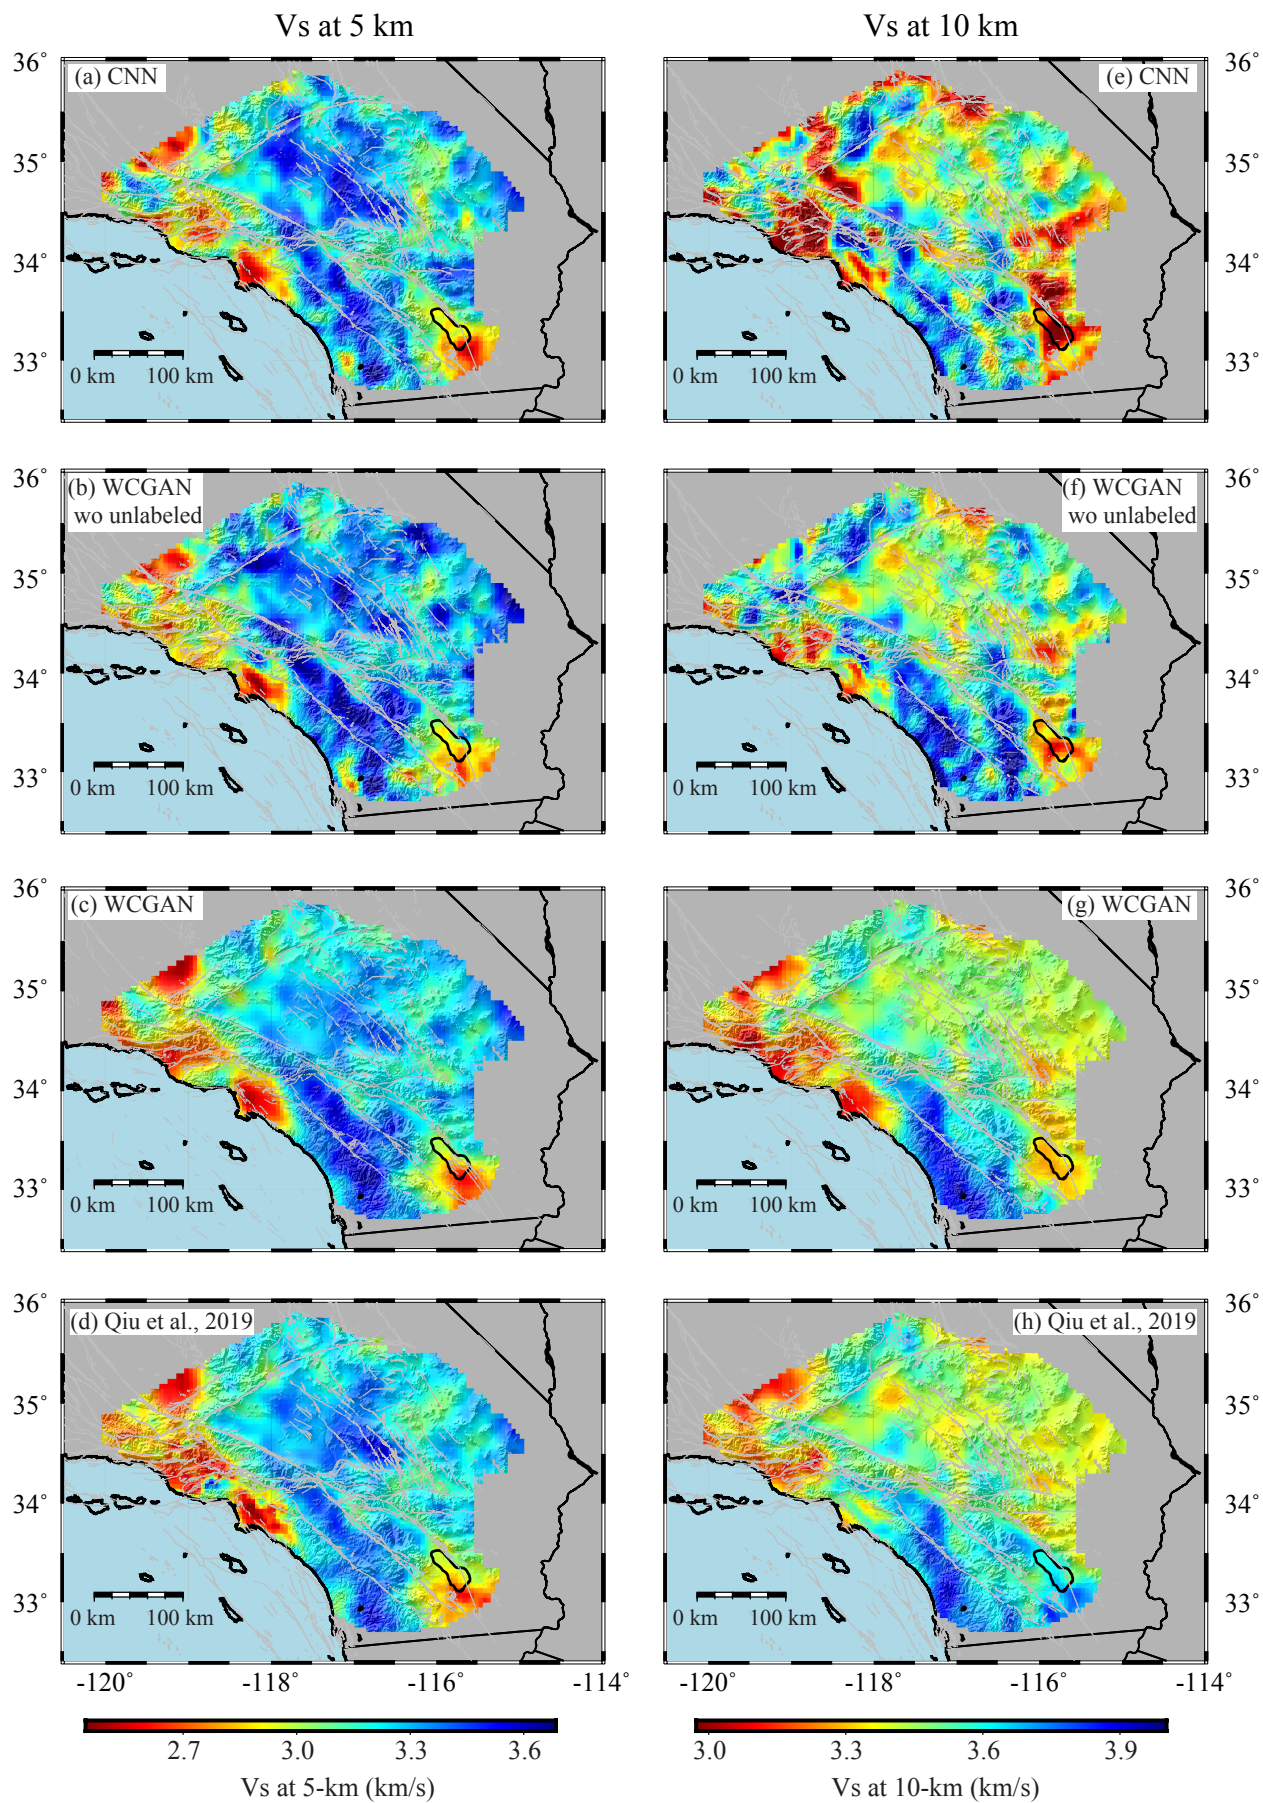 Vs at 5 km
Vs at 10 km
36˚
(a) CNN
35˚
34˚
33˚
0 km 100 km
(e) CNN
36˚
35˚
34˚
33˚
0 km 100 km
36˚
(b) WCGAN
wo unlabeled
35˚
34˚
33˚
0 km 100 km
(f) WCGAN
wo unlabeled
36˚
35˚
34˚
33˚
0 km 100 km
36˚
(c) WCGAN
35˚
34˚
33˚
0 km 100 km
(g) WCGAN
36˚
35˚
34˚
33˚
0 km 100 km
36˚
(d) Qiu et al., 2019
35˚
34˚
33˚
0 km 100 km
(h) Qiu et al., 2019
36˚
35˚
34˚
33˚
0 km 100 km
-120˚ -118˚ -116˚ -114˚
-120˚ -118˚ -116˚ -114˚
2.7 3.0 3.3 3.6
Vs at 5-km (km/s)
3.0 3.3 3.6 3.9
Vs at 10-km (km/s)